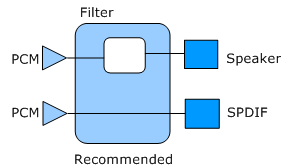 Filter
PCM
Speaker
PCM
SPDIF
Recommended